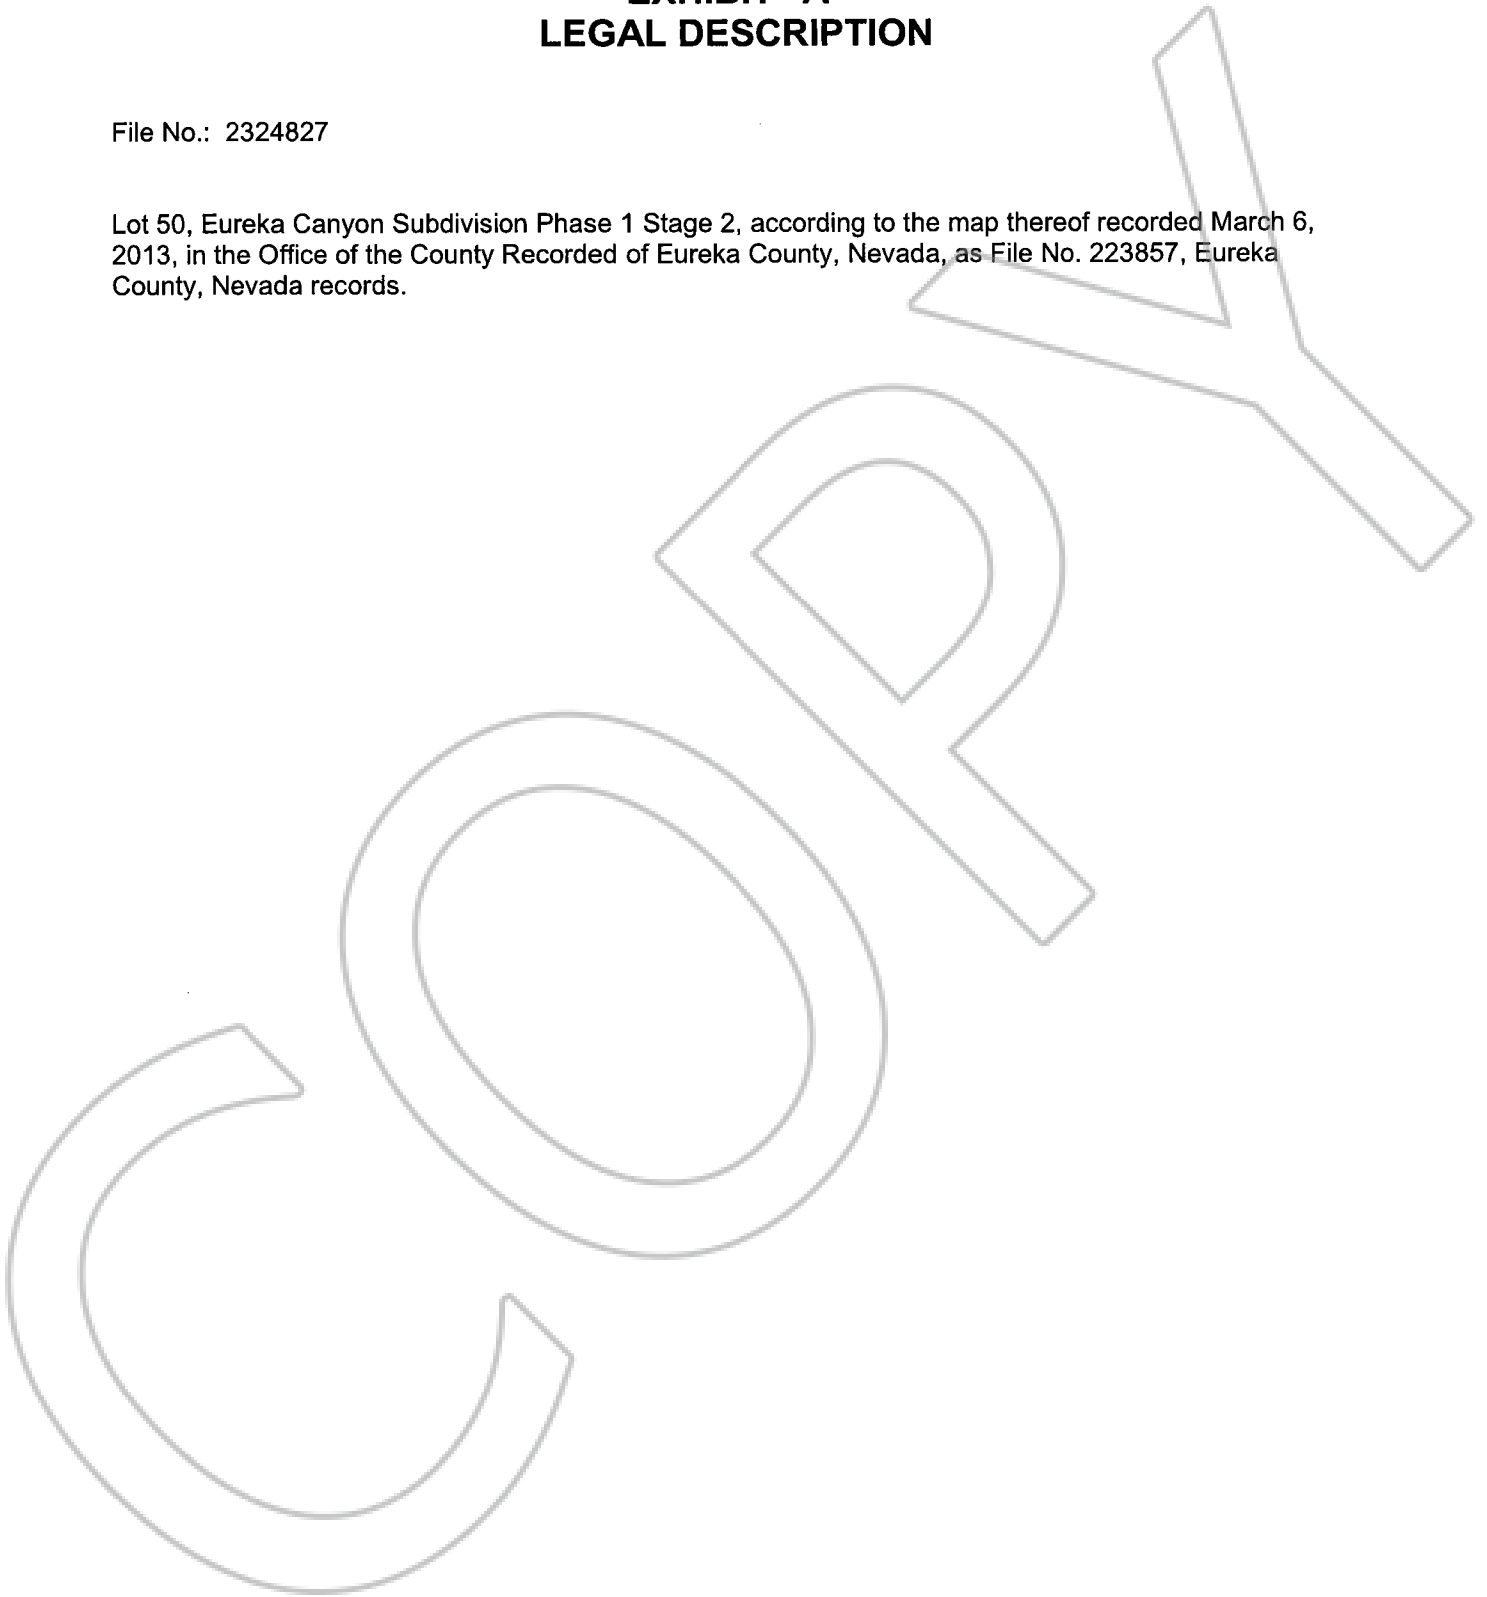 EXHIBIT "A"
LEGAL DESCRIPTION
File No.: 2324827
Lot 50, Eureka Canyon Subdivision Phase 1 Stage 2, according to the map thereof recorded March 6,
2013, in the Office of the County Recorded of Eureka County, Nevada, as File No. 223857, Eureka
County, Nevada records.
COPY